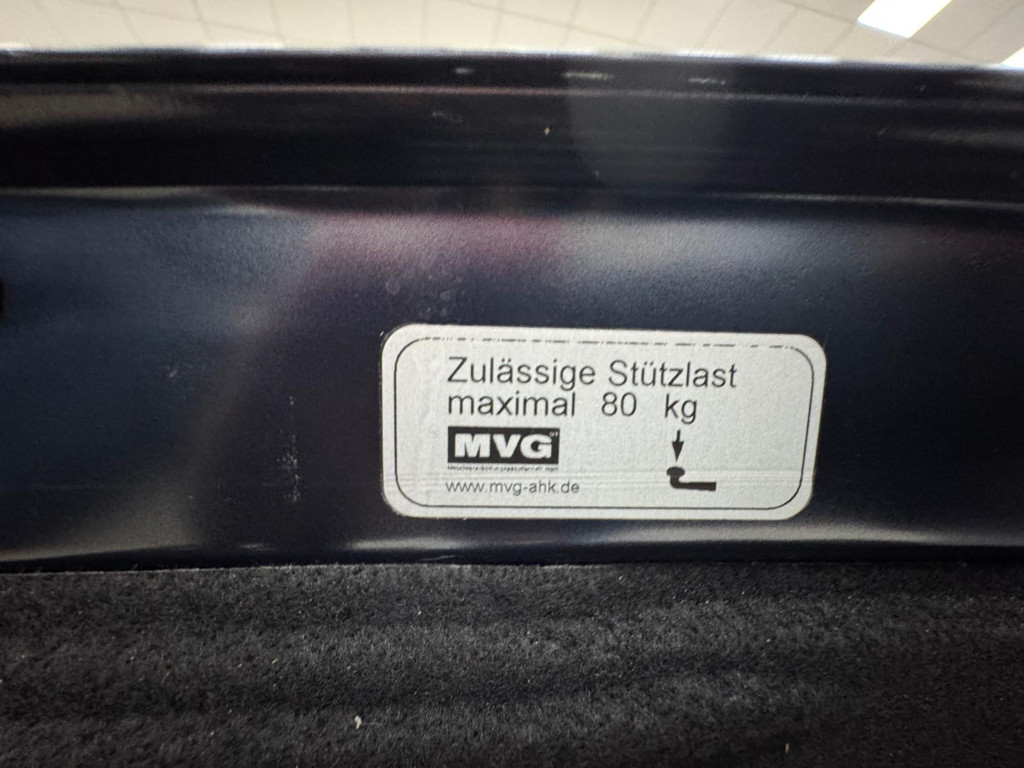 Zulässige Stützlast
maximal 80 kg
MVG
www.mvg-ahk.de